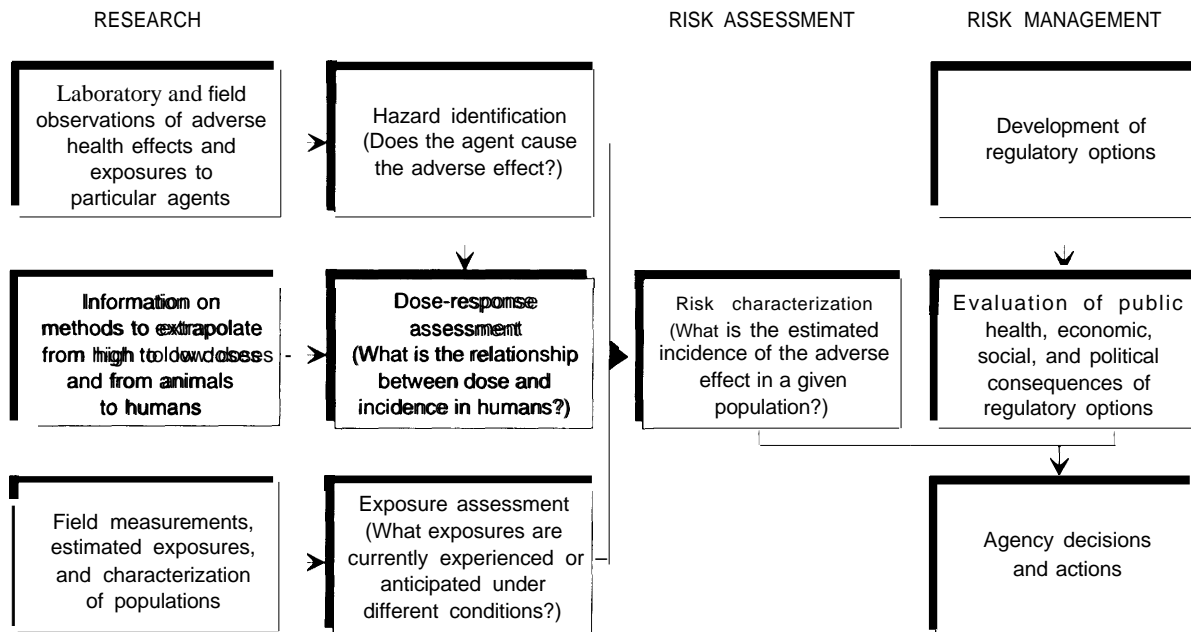 RESEARCH
RISK ASSESSMENT
RISK MANAGEMENT
Laboratory and field
observations of adverse
health effects and
exposures to
particular agents
Hazard identification
(Does the agent cause
the adverse effect?)
Development of
regulatory options
Information on
methods to extrapolate
from high to low doses
and from animals
to humans
Dose-response
assessment
(What is the relationship
between dose and
incidence in humans?)
Risk characterization
(What is the estimated
incidence of the adverse
effect in a given
population?)
Evaluation of public
health, economic,
social, and political
consequences of
regulatory options
Field measurements,
estimated exposures,
and characterization
of populations
Exposure assessment
(What exposures are
currently experienced or
anticipated under
different conditions?)
Agency decisions
and actions